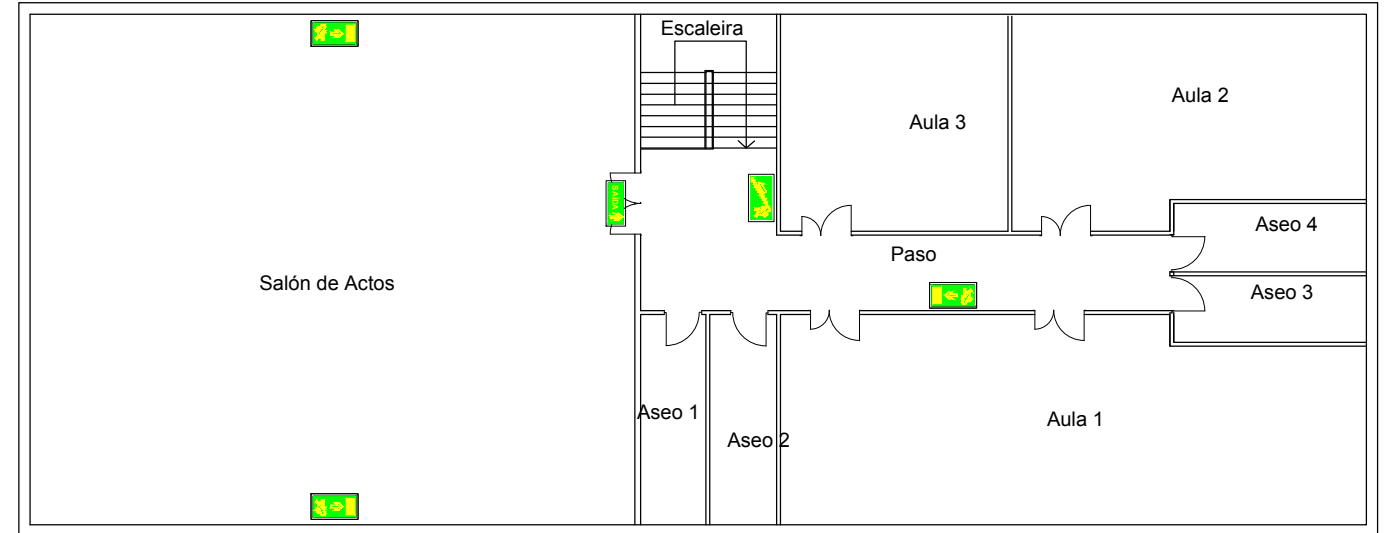 Escaleira
Aula 2
Aula 3
SAIDA
Aseo 4
Paso
Salón de Actos
Aseo 3
Aseo 1
Aula 1
Aseo 2